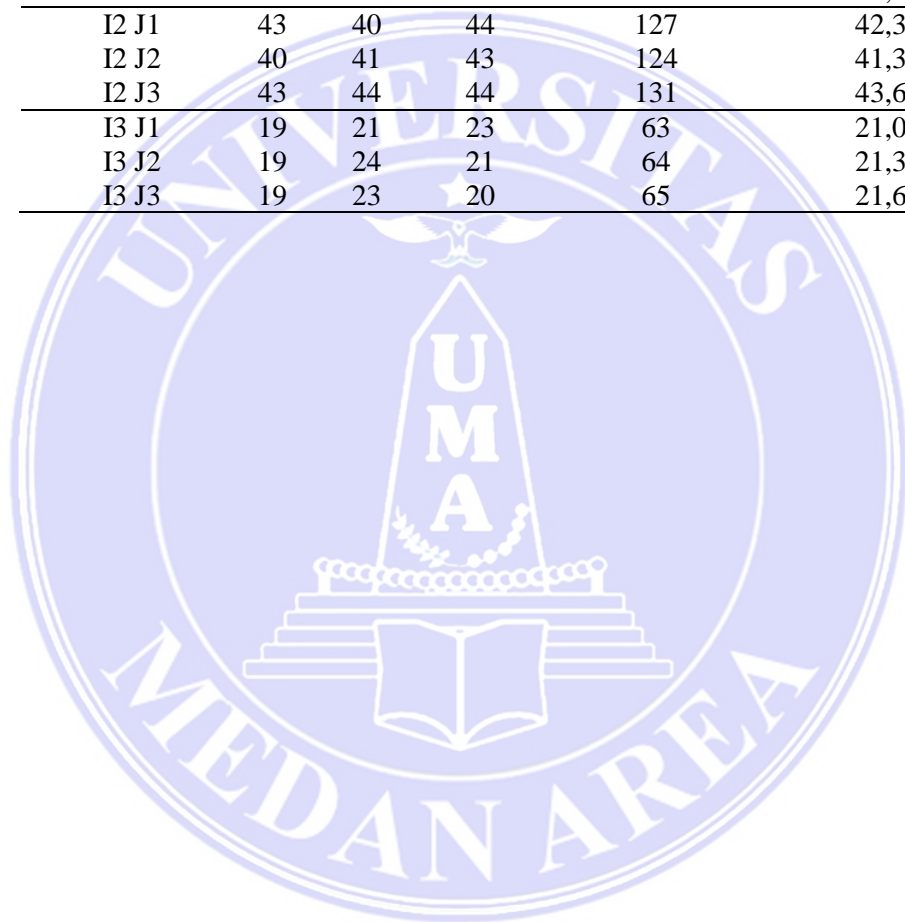 I2 J1 43 40 44 127 42,3
I2 J2 40 41 43 124 41,3
I2 J3 43 44 44 131 43,6
I3 J1 19 21 23 63 21,0
I3 J2 19 24 21 64 21,3
I3 J3 19 23 20 65 21,6
UNIVERSITAS
UMA
MEDAN AREA